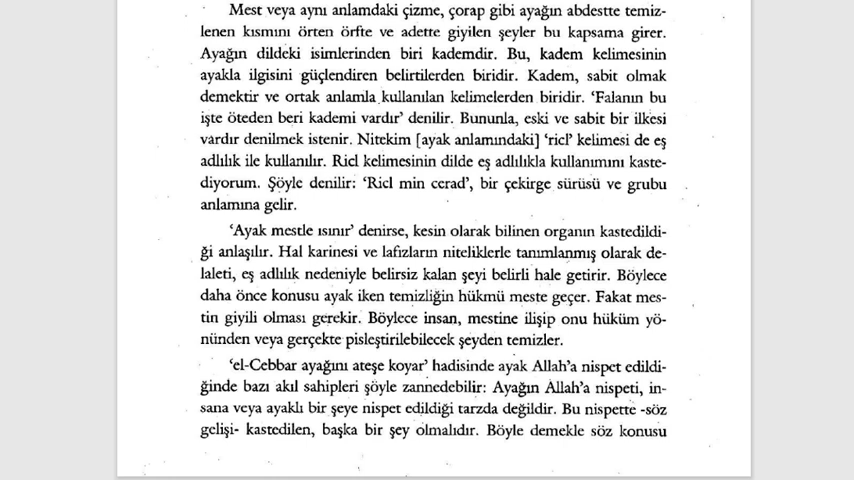 Mest veya aynı anlamdaki çizme, çorap gibi ayağın abdestte temiz-
lenen kısmını örten örfte ve adette giyilen şeyler bu kapsama girer.
Ayağın dildeki isimlerinden biri kademdir. Bu, kadem kelimesinin
ayakla ilgisini güçlendiren belirtilerden biridir. Kadem, sabit olmak
demektir ve ortak anlamla kullanılan kelimelerden biridir. ‘Falanın bu
işte öteden beri kademi vardır’ denilir. Bununla, eski ve sabit bir ilkesi
vardır denilmek istenir. Nitekim [ayak anlamındaki] ‘ricl’ kelimesi de eş
adlılık ile kullanılır. Ricl kelimesinin dilde eş adlılıkla kullanımını kaste-
diyorum. Şöyle denilir: ‘Ricl min cerad’, bir çekirge sürüsü ve grubu
anlamına gelir.
‘Ayak mestle ısınır’ denirse, kesin olarak bilinen organın kastedildi-
ği anlaşılır. Hal karinesi ve lafızların niteliklerle tanımlanmış olarak de-
laleti, eş adlılık nedeniyle belirsiz kalan şeyi belirli hale getirir. Böylece
daha önce konusu ayak iken temizliğin hükmü meste geçer. Fakat mes-
tin giyili olması gerekir. Böylece insan, mestine ilişip onu hüküm yö-
nünden veya gerçekte pisleştirilebilecek şeyden temizler.
‘el-Cebbar ayağını ateşe koyar’ hadisinde ayak Allah’a nispet edildi-
ğinde bazı akıl sahipleri şöyle zannedebilir: Ayağın Allah’a nispeti, in-
sana veya ayaklı bir şeye nispet edildiği tarzda değildir. Bu nispette -söz
gelişi- kastedilen, başka bir şey olmalıdır. Böyle demekle söz konusu